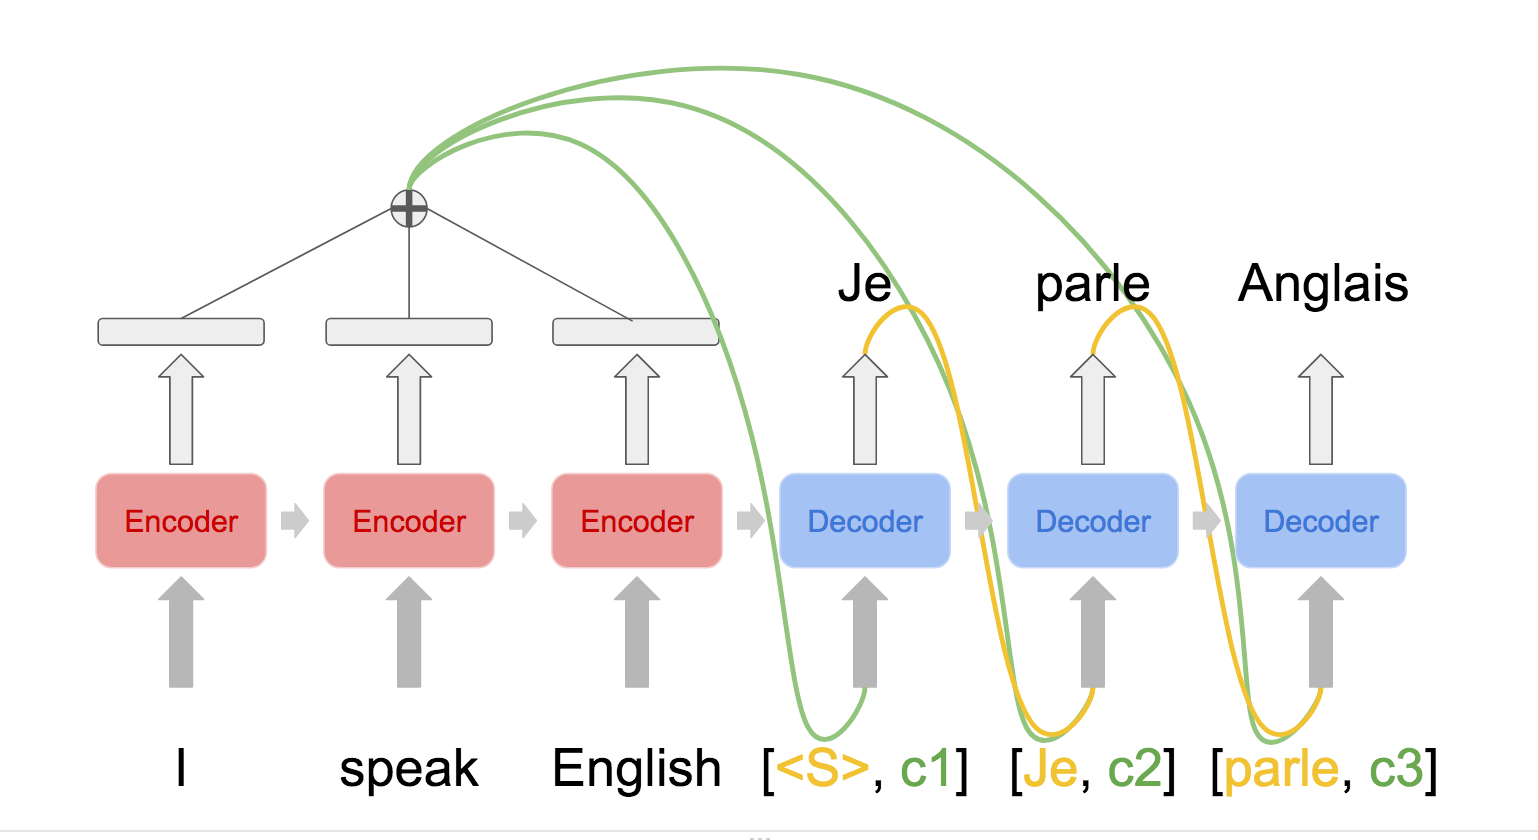 Je parle Anglais
Encoder Encoder Encoder Decoder Decoder Decoder
I speak English [<S>, c1] [Je, c2] [parle, c3]